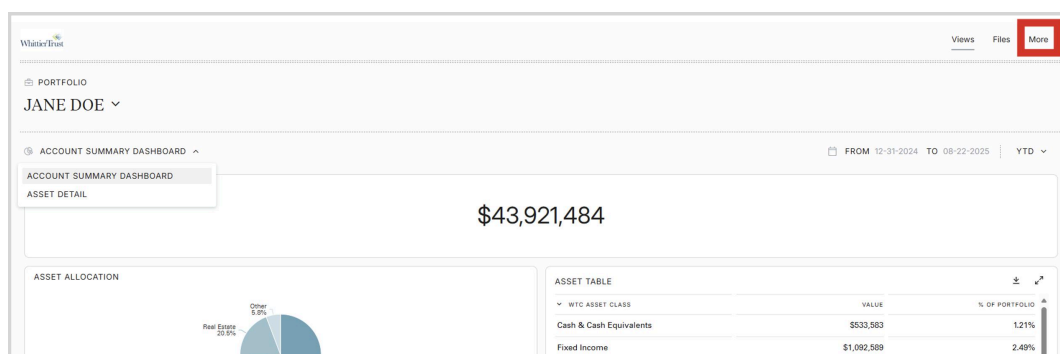 WhittierTrust
Views Files More
PORTFOLIO
JANE DOE
ACCOUNT SUMMARY DASHBOARD
FROM 12-31-2024 TO 08-22-2025 YTD
ACCOUNT SUMMARY DASHBOARD
ASSET DETAIL
$43,921,484
ASSET ALLOCATION
Other
5.8%
Real Estate
20.5%
ASSET TABLE
WTC ASSET CLASS VALUE % OF PORTFOLIO
Cash & Cash Equivalents $533,583 1.21%
Fixed Income $1,092,589 2.49%